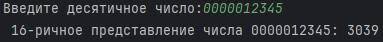 Введите десятичное число:0000012345
16-ричное представление числа 0000012345: 3039